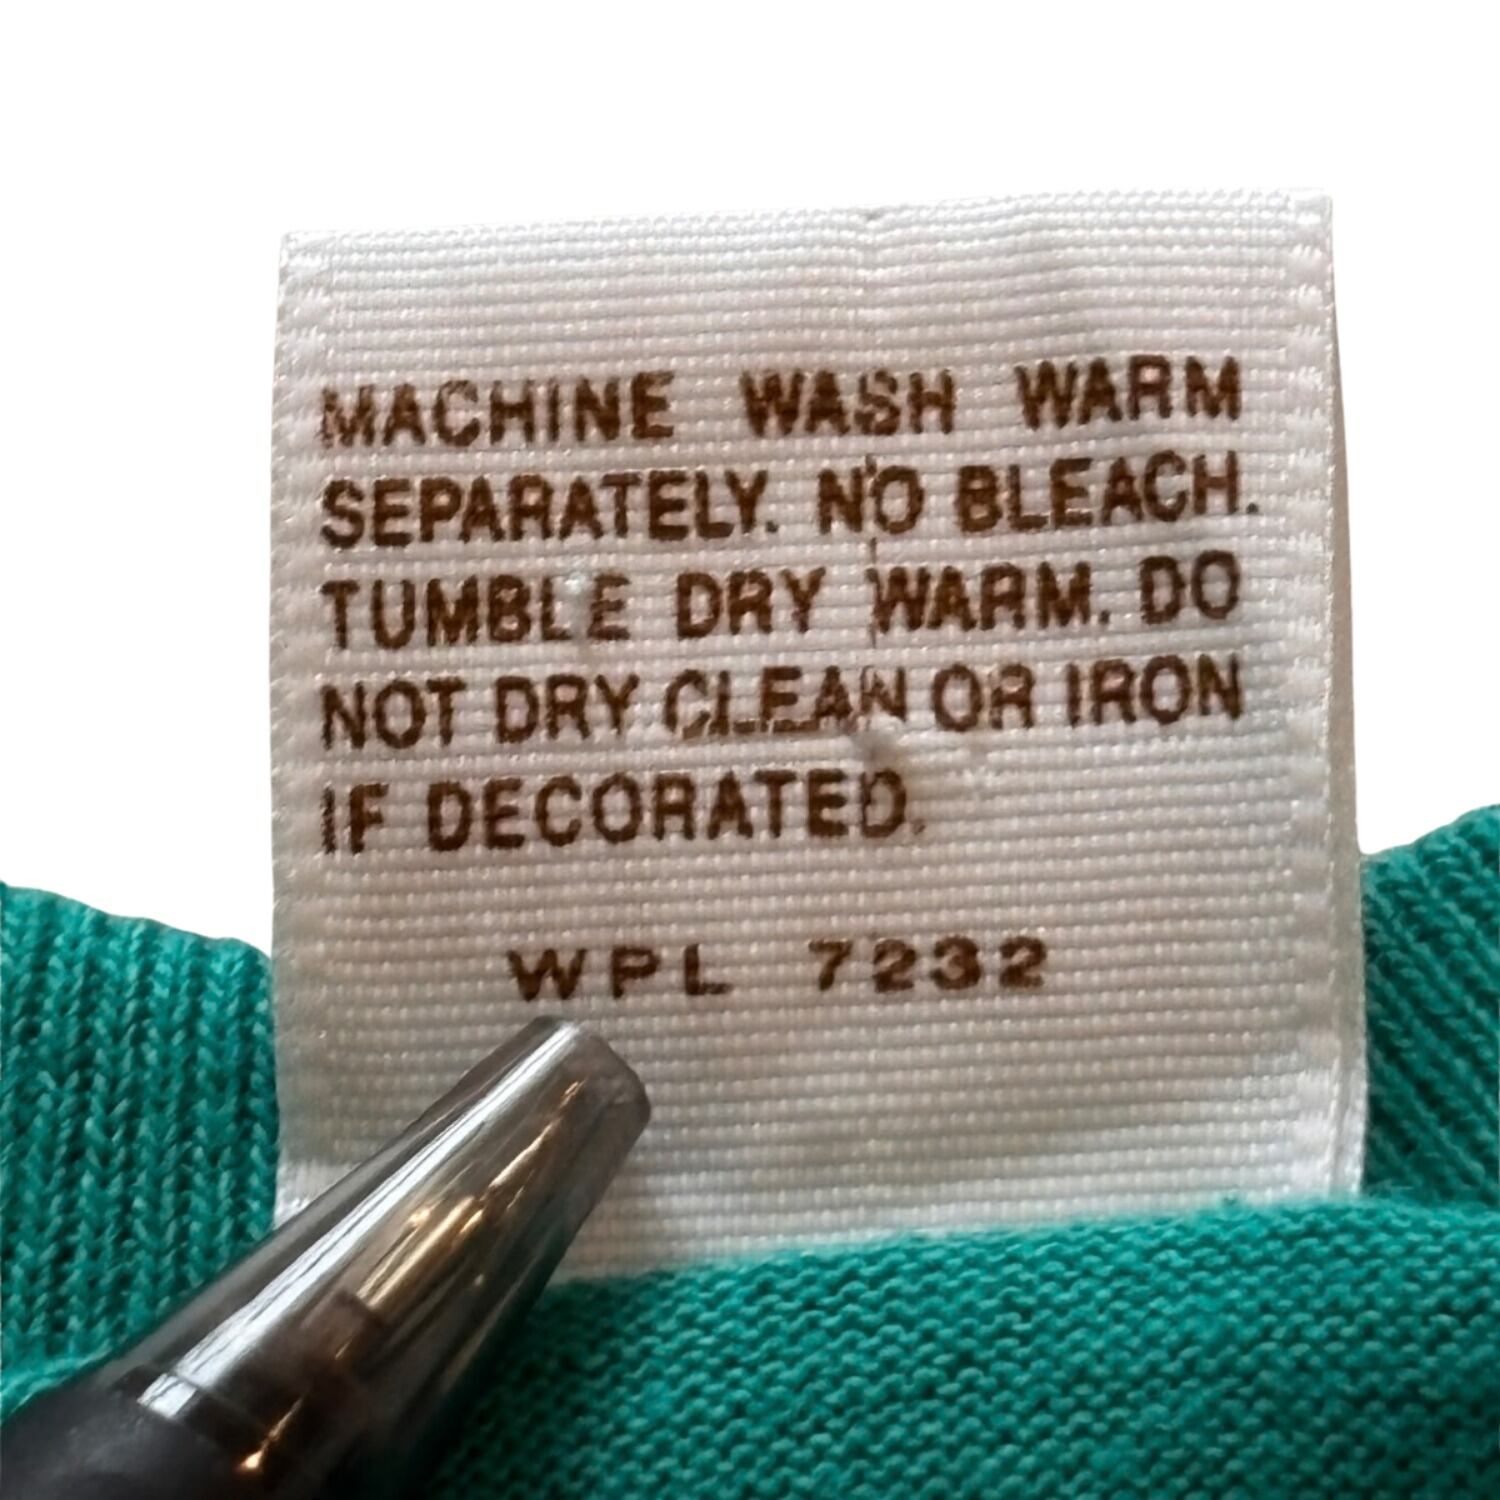 MACHINE WASH WARM
SEPARATELY. NO BLEACH.
TUMBLE DRY WARM. DO
NOT DRY CLEAN OR IRON
IF DECORATED.
WPL 7232